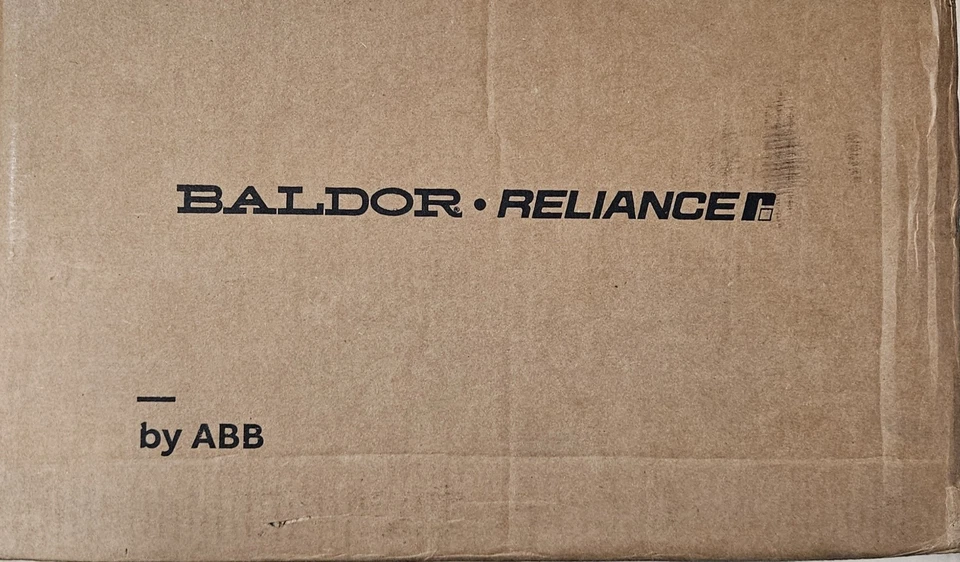 BALDOR • RELIANCE
by ABB